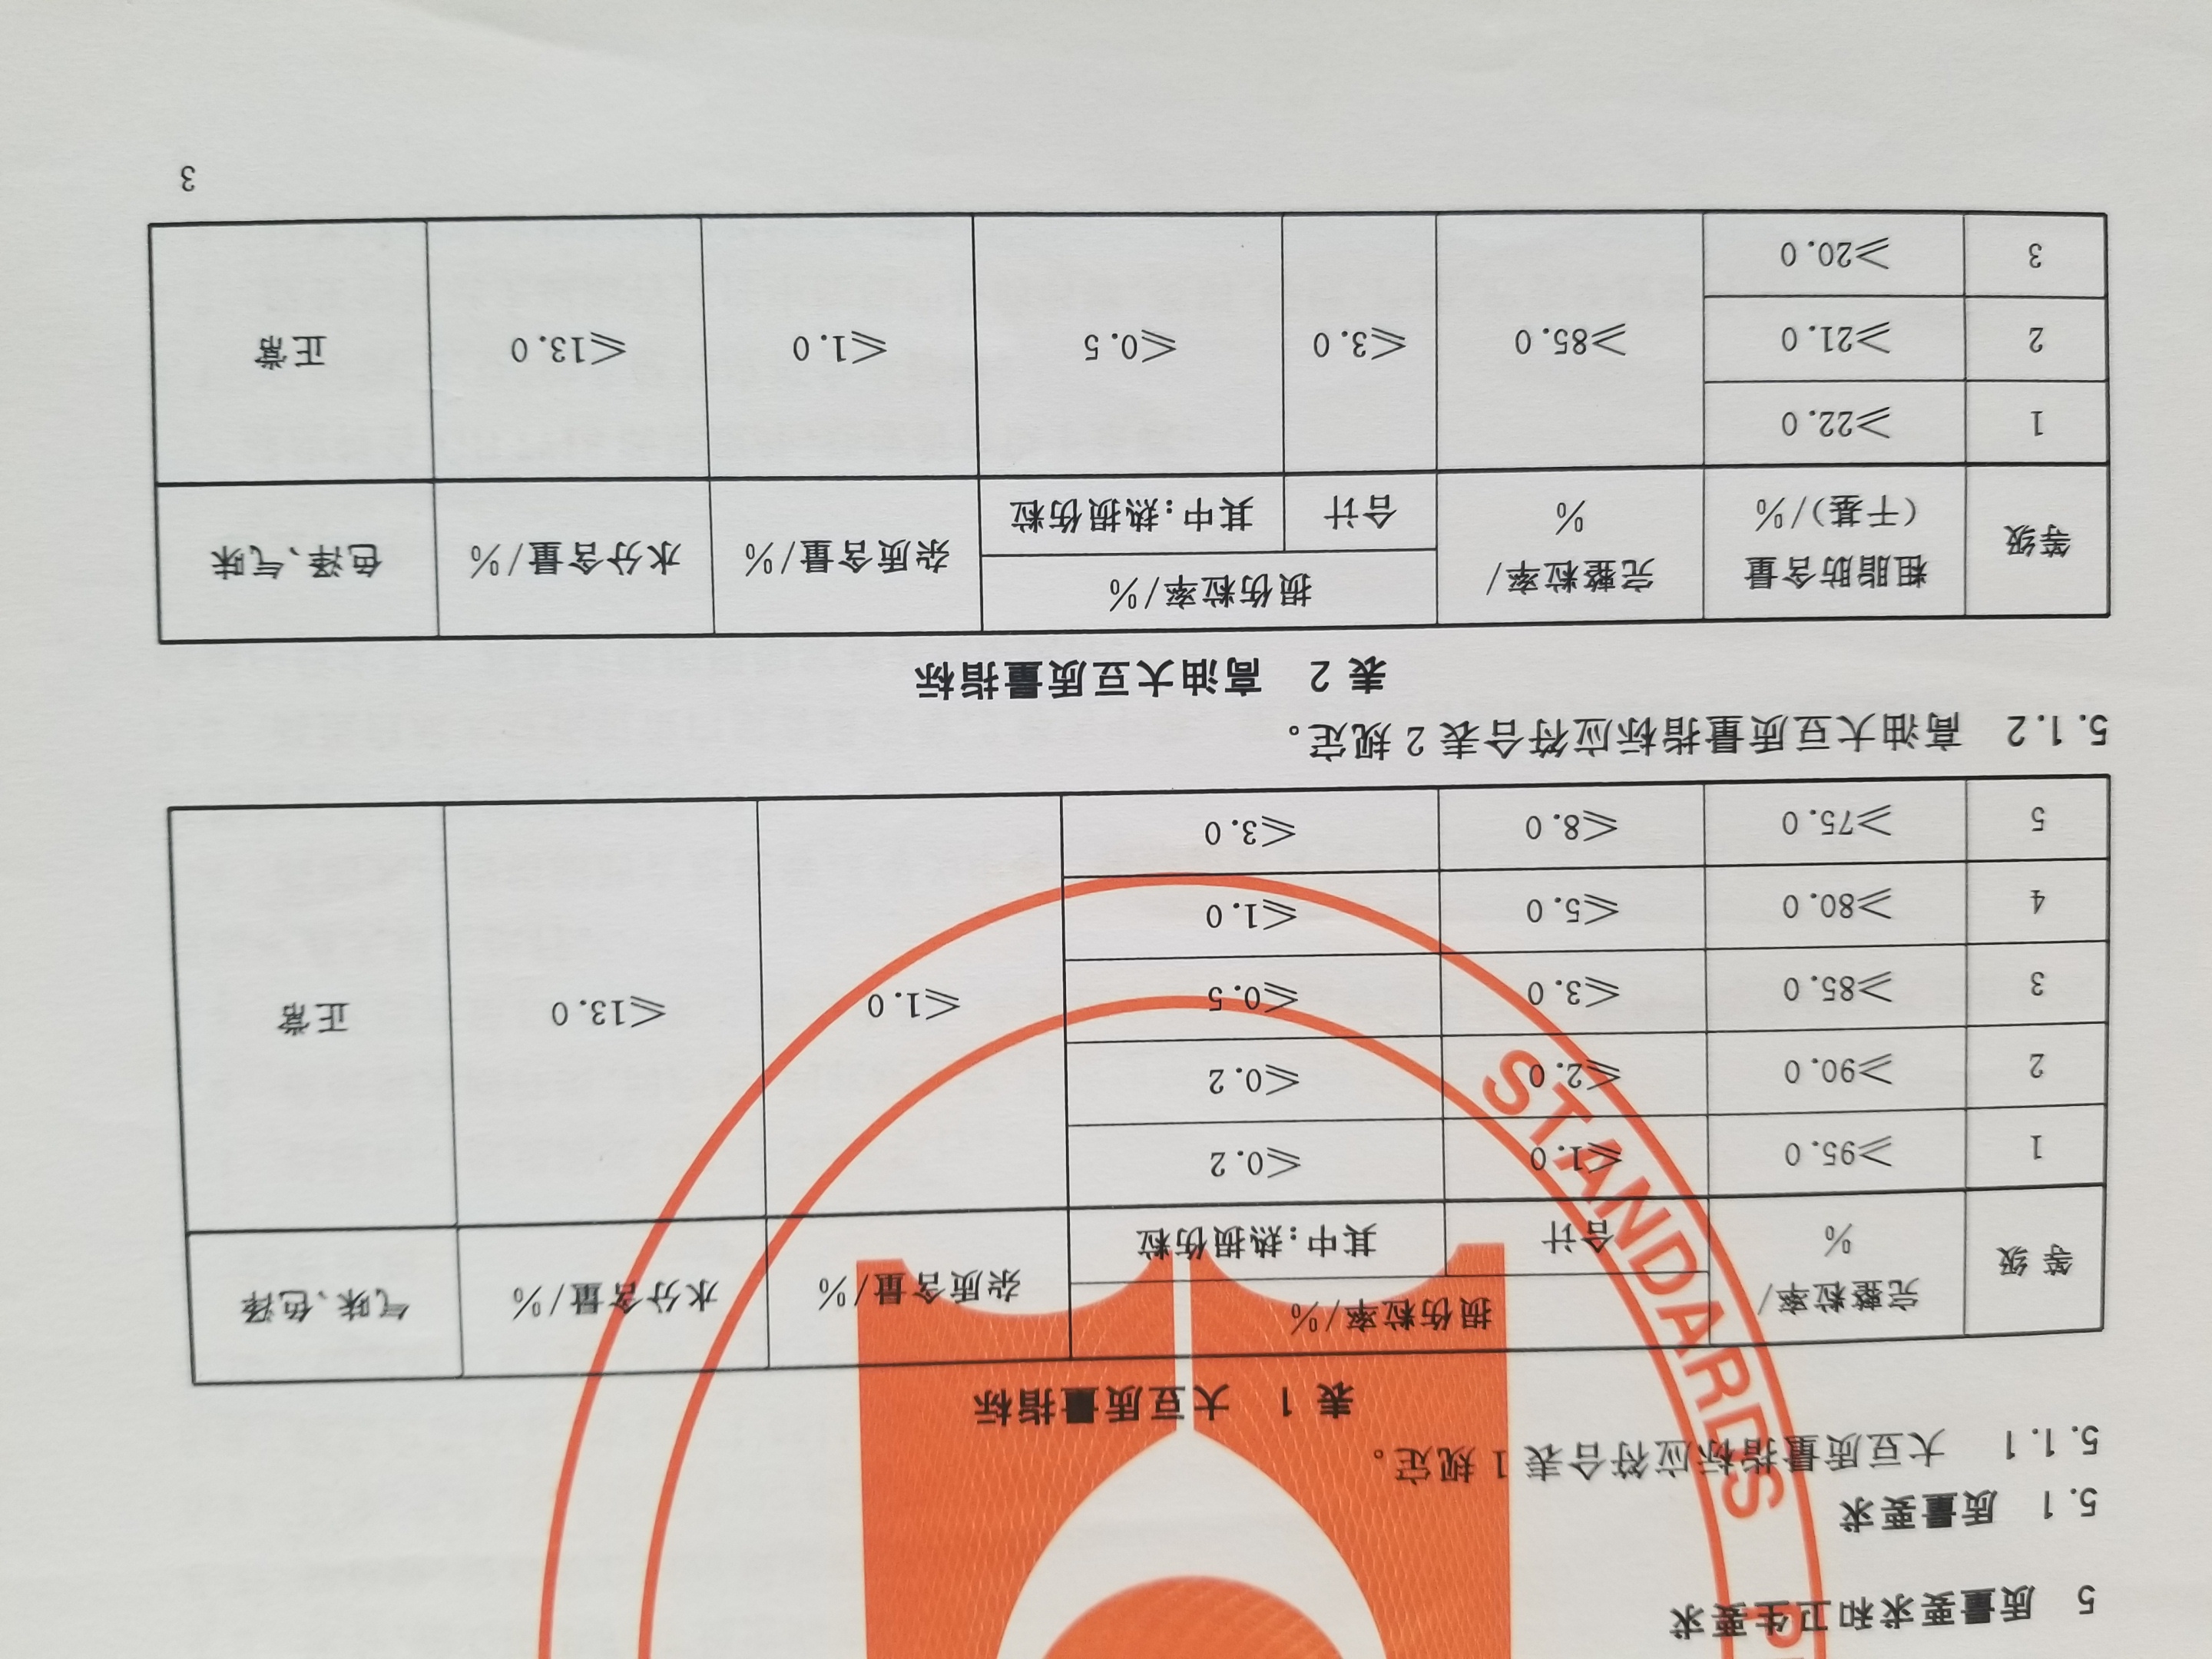 5 质量要求和卫生要求
5.1 质量要求
5.1.1 大豆质量指标应符合表 1 规定。
表 1 大豆质量指标
等级 完整粒率/% 损伤粒率/% 杂质含量/% 水分含量/% 气味、色泽
合计 其中:热损伤粒
1 ≥95.0 ≤1.0 ≤0.2 ≤1.0 ≤13.0 正常
2 ≥90.0 ≤2.0 ≤0.2
3 ≥85.0 ≤3.0 ≤0.5
4 ≥80.0 ≤5.0 ≤1.0
5 ≥75.0 ≤8.0 ≤3.0
5.1.2 高油大豆质量指标应符合表 2 规定。
表 2 高油大豆质量指标
等级 粗脂肪含量(干基)/% 完整粒率/% 损伤粒率/% 杂质含量/% 水分含量/% 色泽、气味
合计 其中:热损伤粒
1 ≥22.0 ≥85.0 ≤3.0 ≤0.5 ≤1.0 ≤13.0 正常
2 ≥21.0
3 ≥20.0
3
STANDARDS